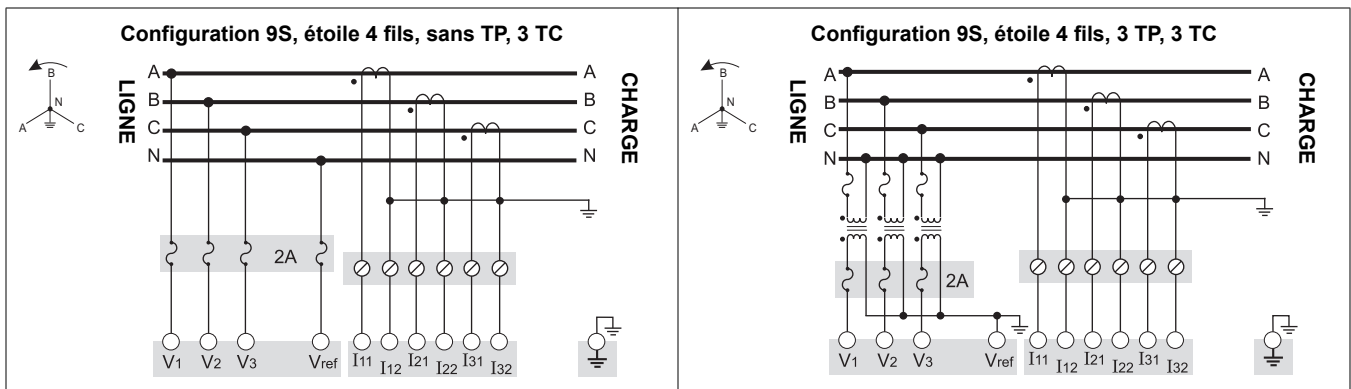 Configuration 9S, étoile 4 fils, sans TP, 3 TC
B
N
A
C
LIGNE
A
B
C
N
A
B
C
N
CHARGE
2A
V1
V2
V3
Vref
I11
I12
I21
I22
I31
I32
Configuration 9S, étoile 4 fils, 3 TP, 3 TC
B
N
A
C
LIGNE
A
B
C
N
A
B
C
N
CHARGE
2A
V1
V2
V3
Vref
I11
I12
I21
I22
I31
I32